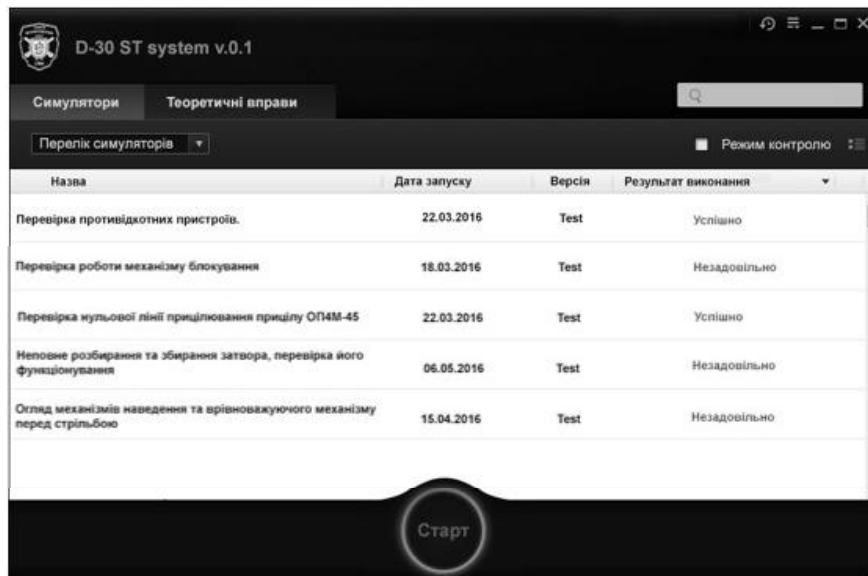 D-30 ST system v.0.1
Симулятори Теоретичні вправи
Перелік симуляторів Режим контролю
Назва Дата запуску Версія Результат виконання
Перевірка противідкотних пристроїв. 22.03.2016 Test Успішно
Перевірка роботи механізму блокування 18.03.2016 Test Незадовільно
Перевірка нульової лінії прицілювання прицілу ОП4М-45 22.03.2016 Test Успішно
Неповне розбирання та збирання затвора, перевірка його
функціонування 06.05.2016 Test Незадовільно
Огляд механізмів наведення та врівноважуючого механізму
перед стрільбою 15.04.2016 Test Незадовільно
Старт